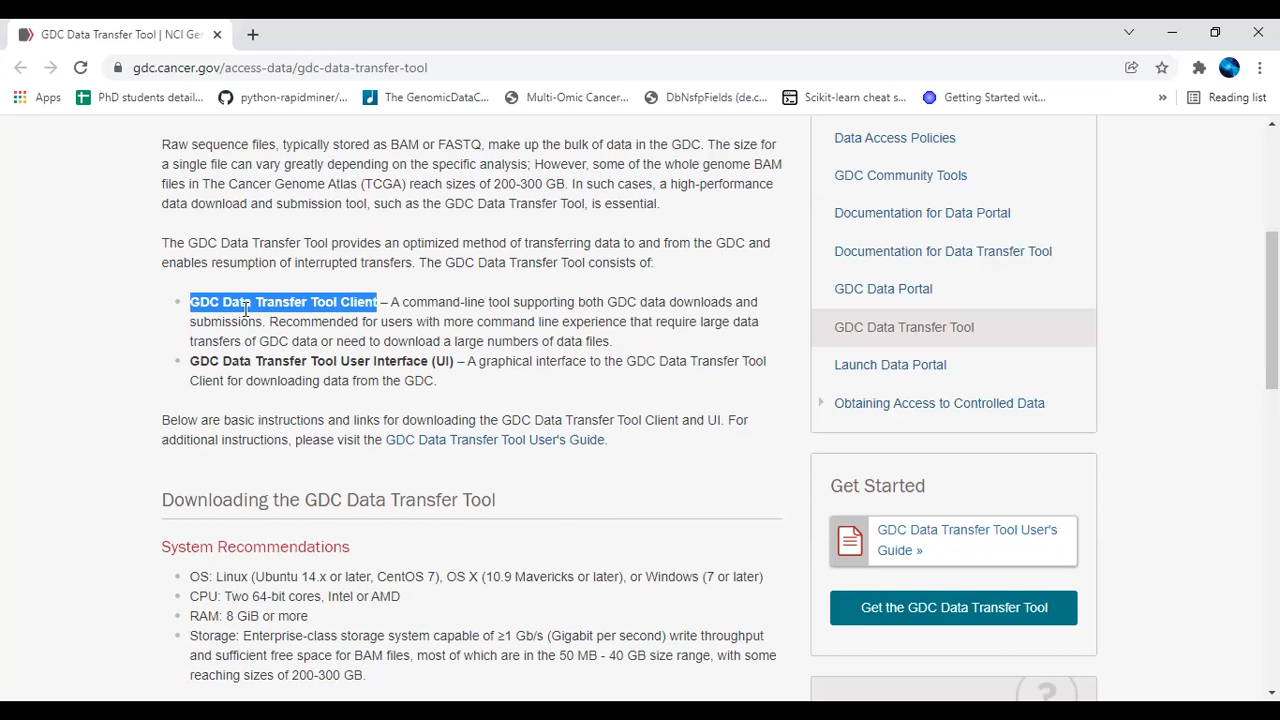 GDC Data Transfer Tool | NCI Gen
gdc.cancer.gov/access-data/gdc-data-transfer-tool
Apps
PhD students detail...
python-rapidminer/...
The GenomicDataC...
Multi-Omic Cancer...
DbNsfpFields (de.c...
Scikit-learn cheat s...
Getting Started wit...
»
Reading list
Raw sequence files, typically stored as BAM or FASTQ, make up the bulk of data in the GDC. The size for
a single file can vary greatly depending on the specific analysis; However, some of the whole genome BAM
files in The Cancer Genome Atlas (TCGA) reach sizes of 200-300 GB. In such cases, a high-performance
data download and submission tool, such as the GDC Data Transfer Tool, is essential.
The GDC Data Transfer Tool provides an optimized method of transferring data to and from the GDC and
enables resumption of interrupted transfers. The GDC Data Transfer Tool consists of:
• GDC Data Transfer Tool Client – A command-line tool supporting both GDC data downloads and
submissions. Recommended for users with more command line experience that require large data
transfers of GDC data or need to download a large numbers of data files.
• GDC Data Transfer Tool User Interface (UI) – A graphical interface to the GDC Data Transfer Tool
Client for downloading data from the GDC.
Below are basic instructions and links for downloading the GDC Data Transfer Tool Client and UI. For
additional instructions, please visit the GDC Data Transfer Tool User's Guide.
Downloading the GDC Data Transfer Tool
System Recommendations
• OS: Linux (Ubuntu 14.x or later, CentOS 7), OS X (10.9 Mavericks or later), or Windows (7 or later)
• CPU: Two 64-bit cores, Intel or AMD
• RAM: 8 GiB or more
• Storage: Enterprise-class storage system capable of ≥1 Gb/s (Gigabit per second) write throughput
and sufficient free space for BAM files, most of which are in the 50 MB - 40 GB size range, with some
reaching sizes of 200-300 GB.
Data Access Policies
GDC Community Tools
Documentation for Data Portal
Documentation for Data Transfer Tool
GDC Data Portal
GDC Data Transfer Tool
Launch Data Portal
Obtaining Access to Controlled Data
Get Started
GDC Data Transfer Tool User's
Guide »
Get the GDC Data Transfer Tool
?